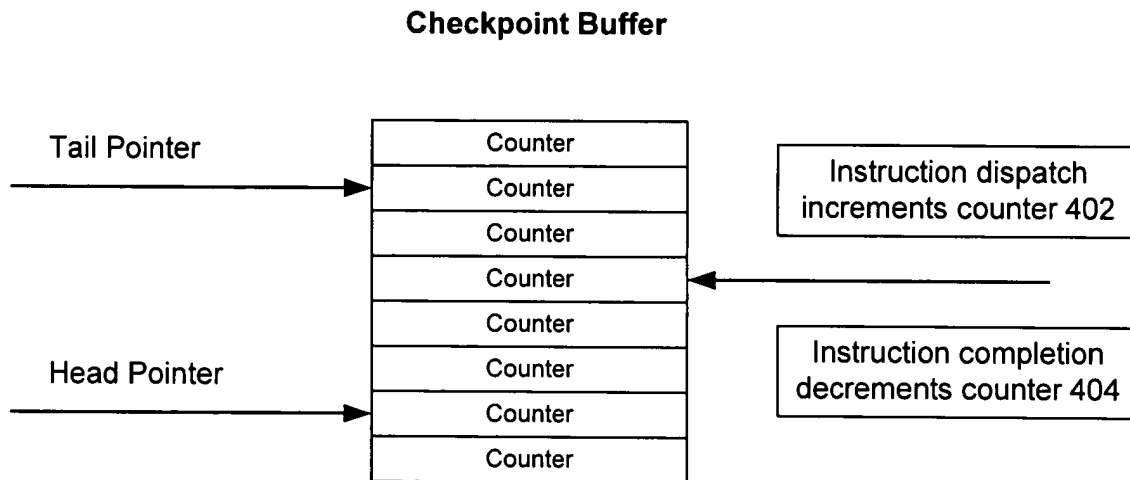 Checkpoint Buffer
Tail Pointer
Head Pointer
Counter
Counter
Counter
Counter
Counter
Counter
Counter
Counter
Instruction dispatch
increments counter 402
Instruction completion
decrements counter 404